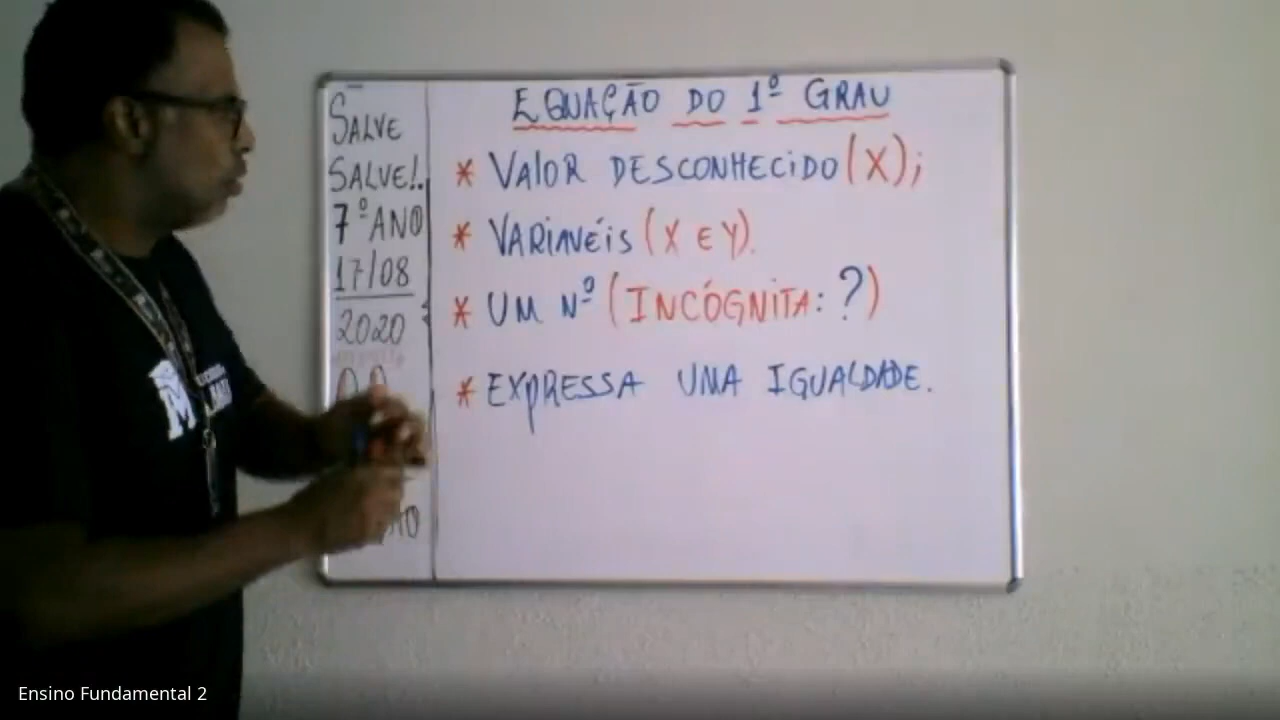 SALVE
SALVE!.
7º ANO
17/08
2020
EQUAÇÃO DO 1º GRAU
* VALOR DESCONHECIDO (X);
* VARIAVÉIS (X E Y).
* UM Nº (INCÓGNITA: ?)
* EXPRESSA UMA IGUALDADE.
Ensino Fundamental 2